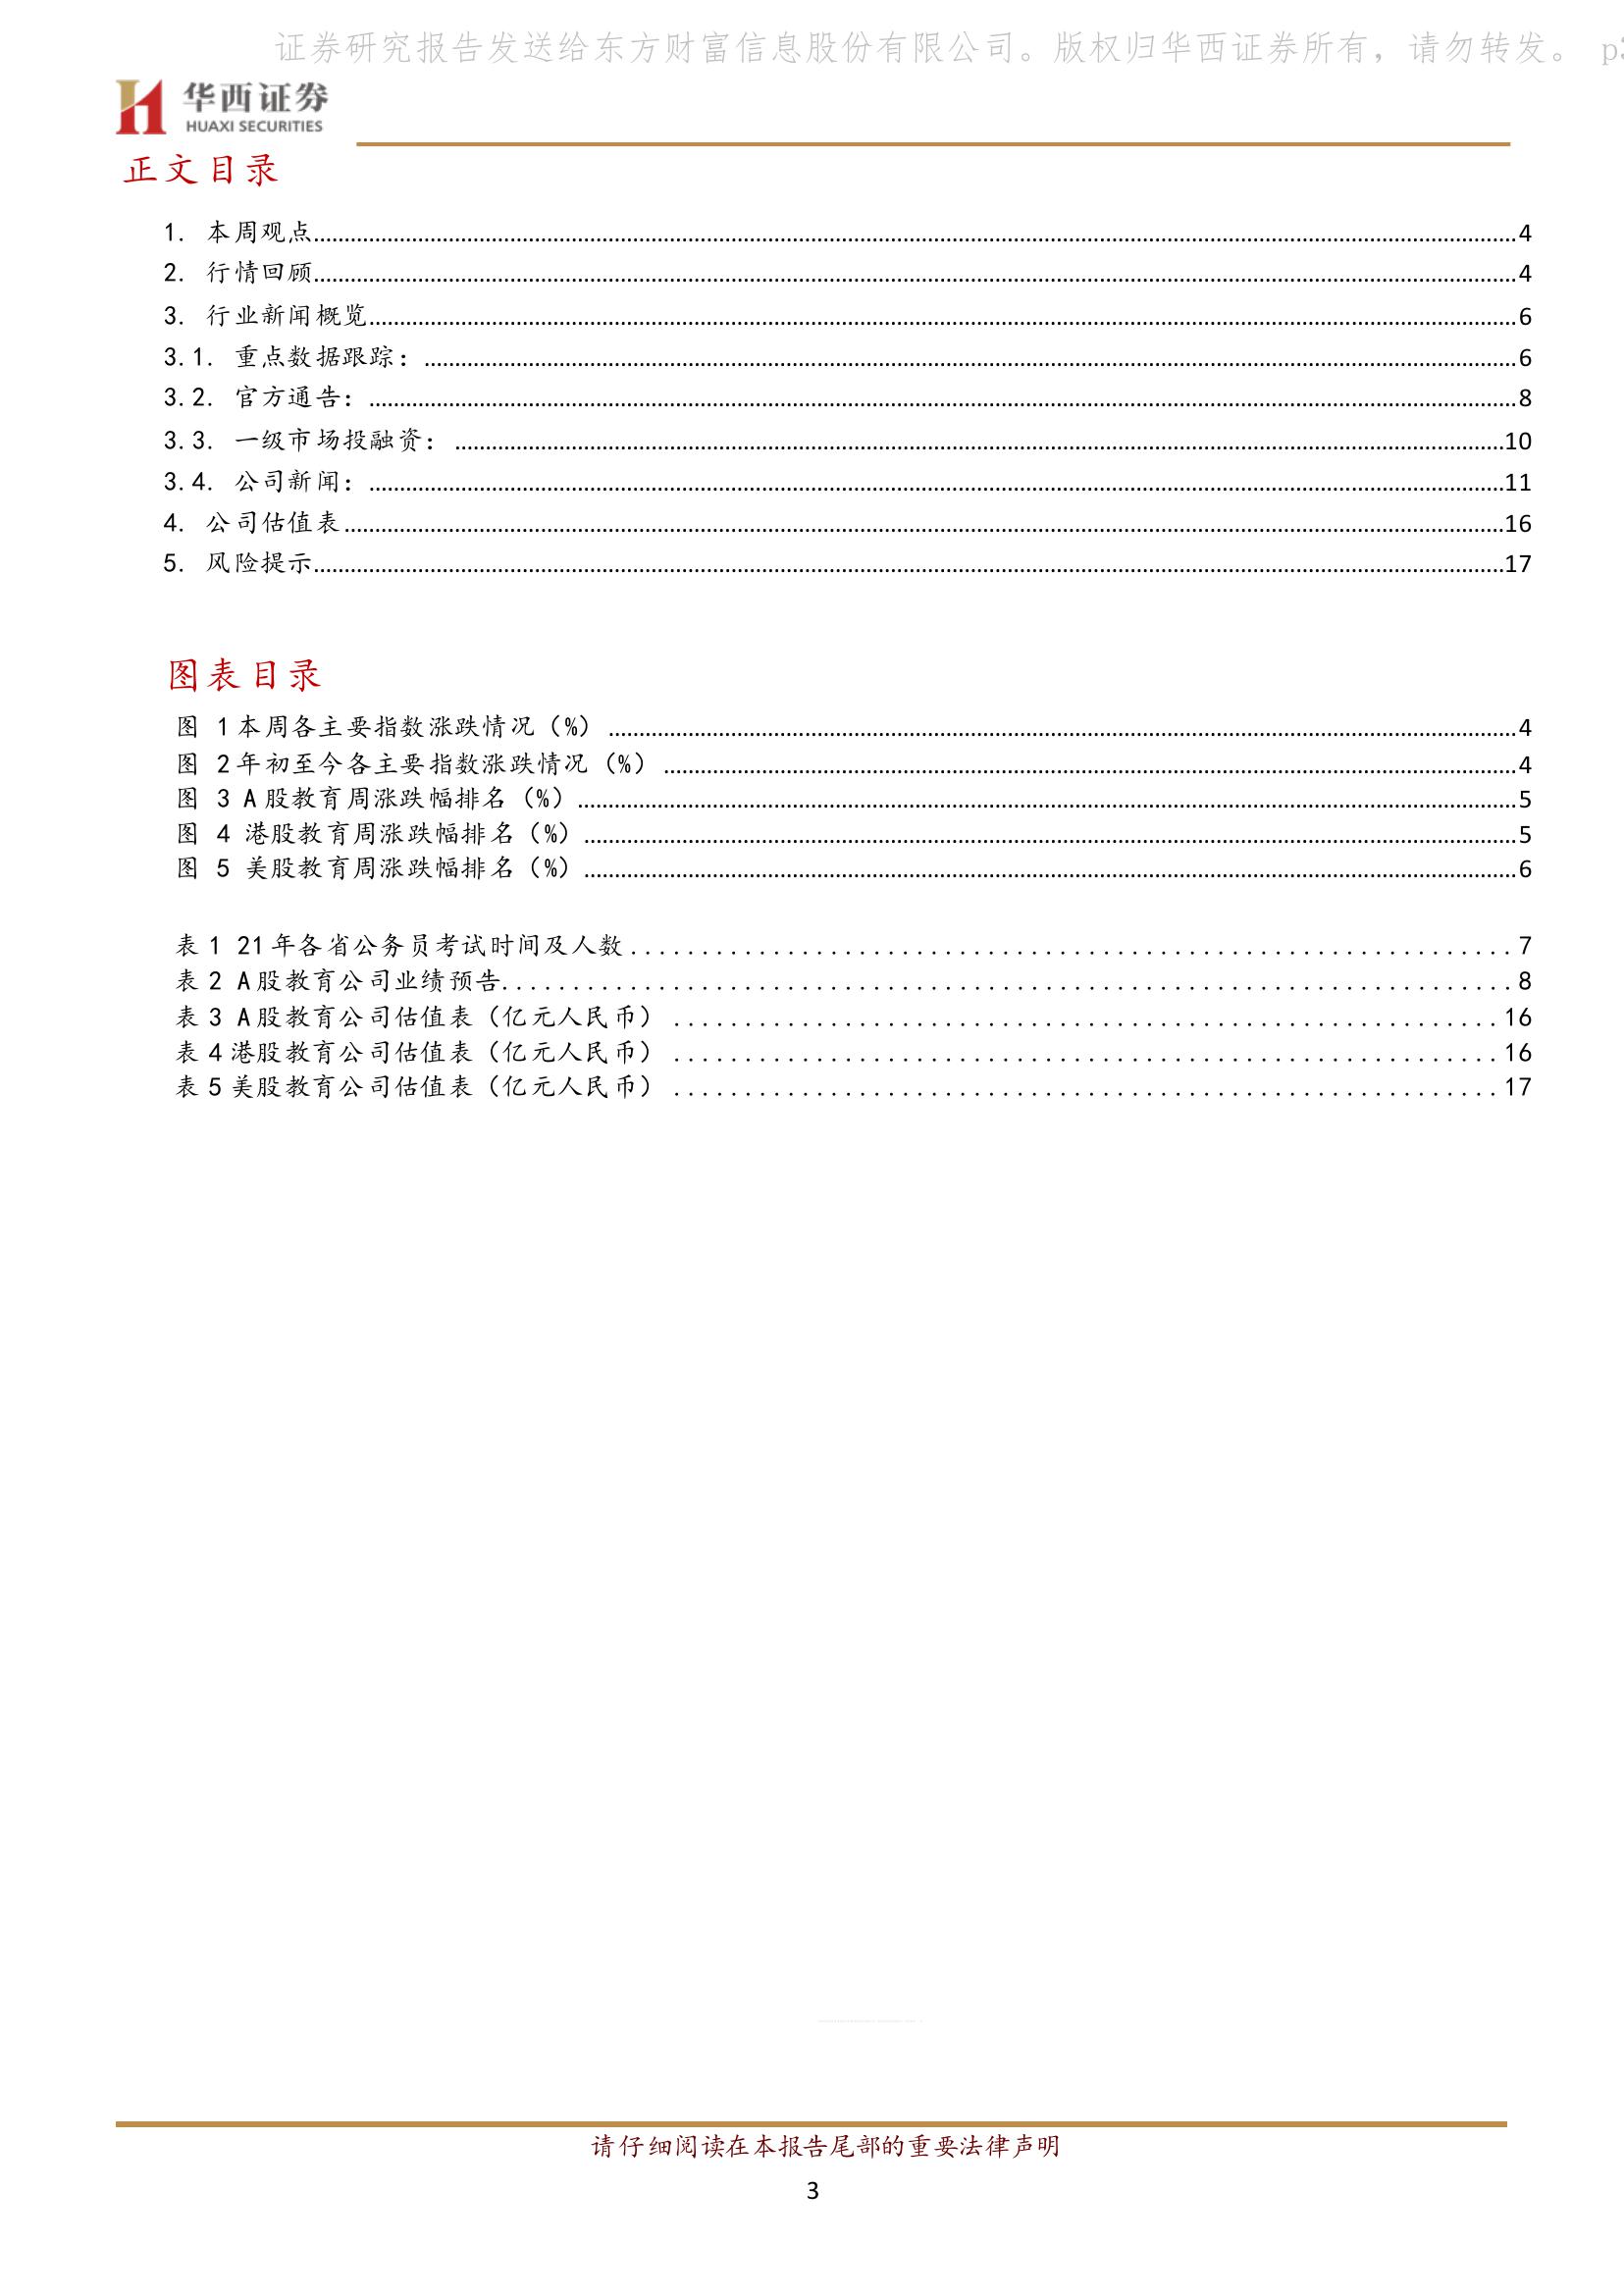 证券研究报告发送给东方财富信息股份有限公司。版权归华西证券所有，请勿转发。 p3
华西证券
HUAXI SECURITIES
正文目录
1. 本周观点........................................4
2. 行情回顾........................................4
3. 行业新闻概览........................................6
3.1. 重点数据跟踪：........................................6
3.2. 官方通告：........................................8
3.3. 一级市场投融资：........................................10
3.4. 公司新闻：........................................11
4. 公司估值表........................................16
5. 风险提示........................................17
图表目录
图 1本周各主要指数涨跌情况（%）........................................4
图 2年初至今各主要指数涨跌情况（%）........................................4
图 3 A股教育周涨跌幅排名（%）........................................5
图 4 港股教育周涨跌幅排名（%）........................................5
图 5 美股教育周涨跌幅排名（%）........................................6
表1 21年各省公务员考试时间及人数........................................7
表2 A股教育公司业绩预告........................................8
表3 A股教育公司估值表（亿元人民币）........................................16
表4港股教育公司估值表（亿元人民币）........................................16
表5美股教育公司估值表（亿元人民币）........................................17
请仔细阅读在本报告尾部的重要法律声明
3